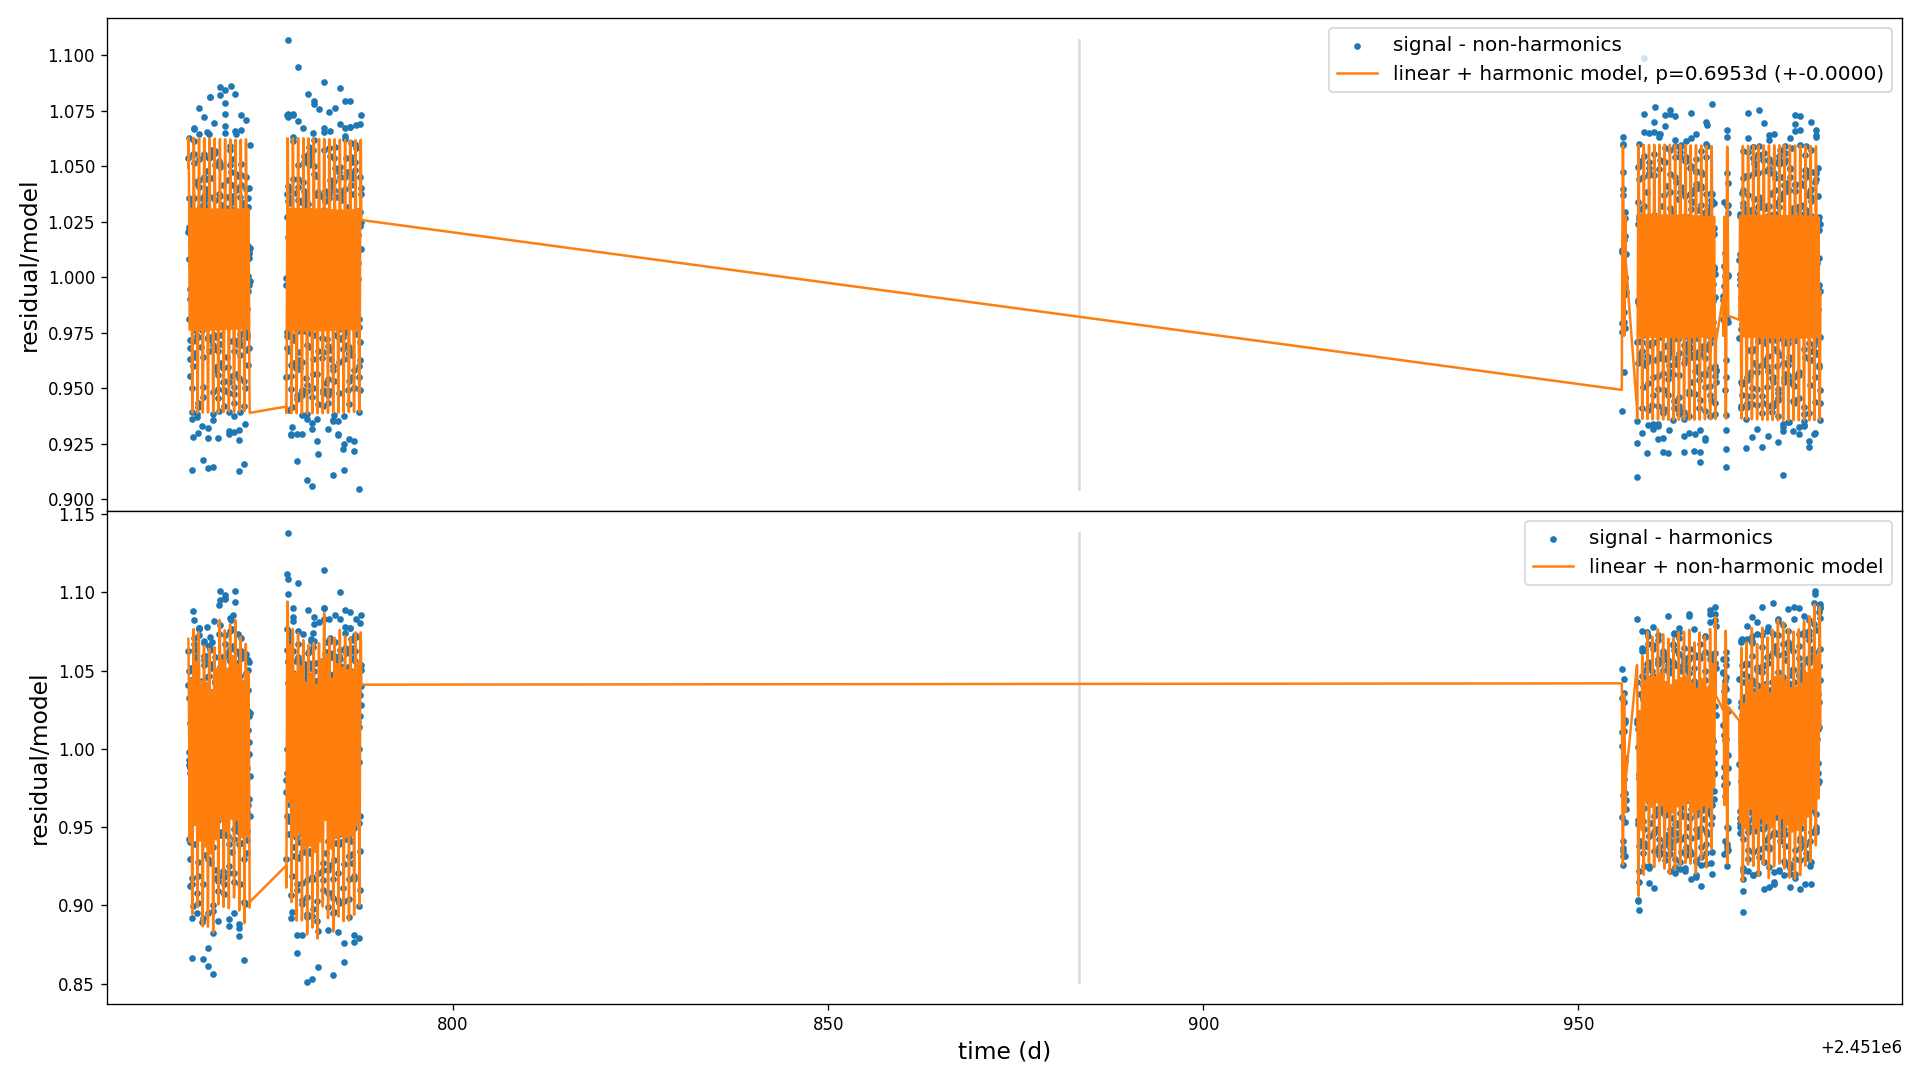 signal - non-harmonics
linear + harmonic model, p=0.6953d (+-0.0000)
1.100
1.075
1.050
1.025
1.000
0.975
0.950
0.925
0.900
residual/model
signal - harmonics
linear + non-harmonic model
1.15
1.10
1.05
1.00
0.95
0.90
0.85
residual/model
800 850 900 950
time (d)
+2.451e6